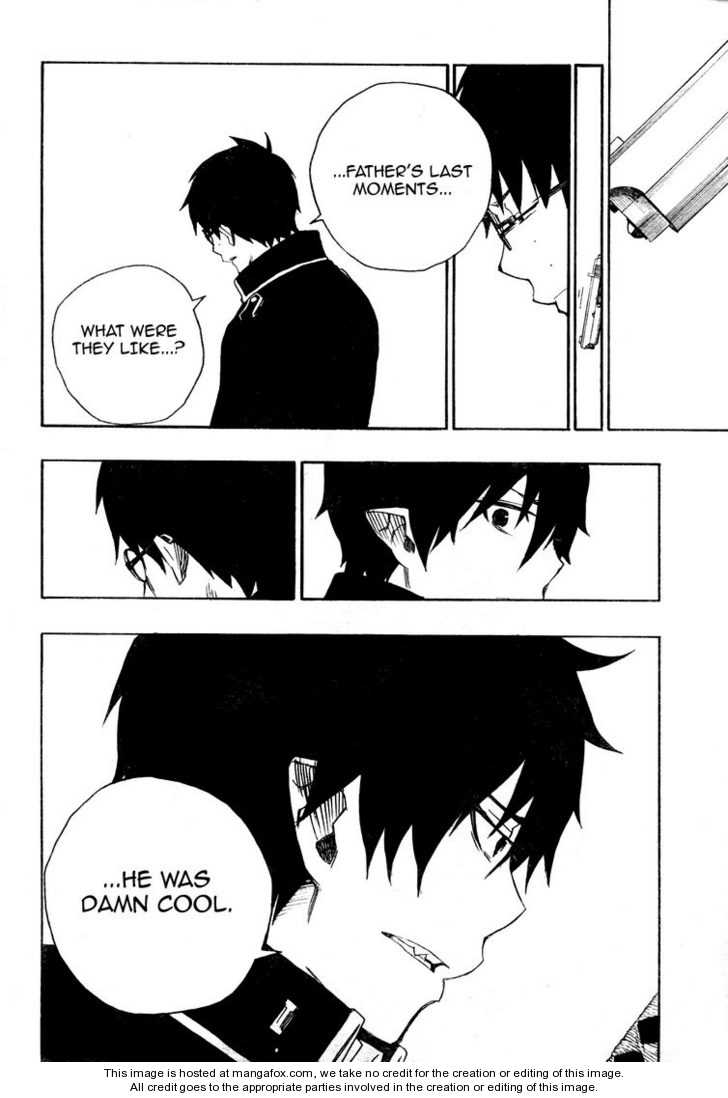 ...FATHER'S LAST
MOMENTS...
WHAT WERE
THEY LIKE...?
...HE WAS
DAMN COOL.
This image is hosted at mangafox.com, we take no credit for the creation or editing of this image.
All credit goes to the appropriate parties involved in the creation or editing of this image.